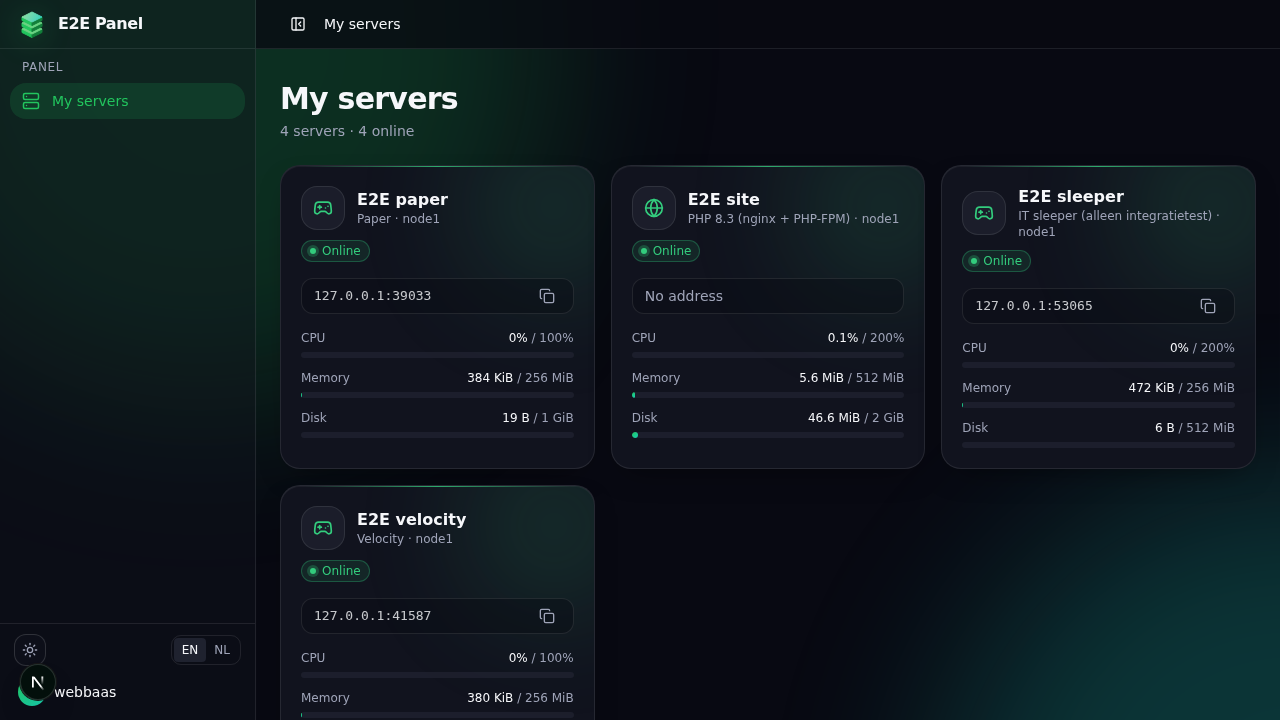 E2E Panel
My servers
PANEL
My servers
My servers
4 servers · 4 online
E2E paper
Paper · node1
Online
127.0.0.1:39033
CPU 0% / 100%
Memory 384 KiB / 256 MiB
Disk 19 B / 1 GiB
E2E site
PHP 8.3 (nginx + PHP-FPM) · node1
Online
No address
CPU 0.1% / 200%
Memory 5.6 MiB / 512 MiB
Disk 46.6 MiB / 2 GiB
E2E sleeper
IT sleeper (alleen integratietest) ·
node1
Online
127.0.0.1:53065
CPU 0% / 200%
Memory 472 KiB / 256 MiB
Disk 6 B / 512 MiB
E2E velocity
Velocity · node1
Online
127.0.0.1:41587
CPU 0% / 100%
Memory 380 KiB / 256 MiB
EN NL
N
webbaas